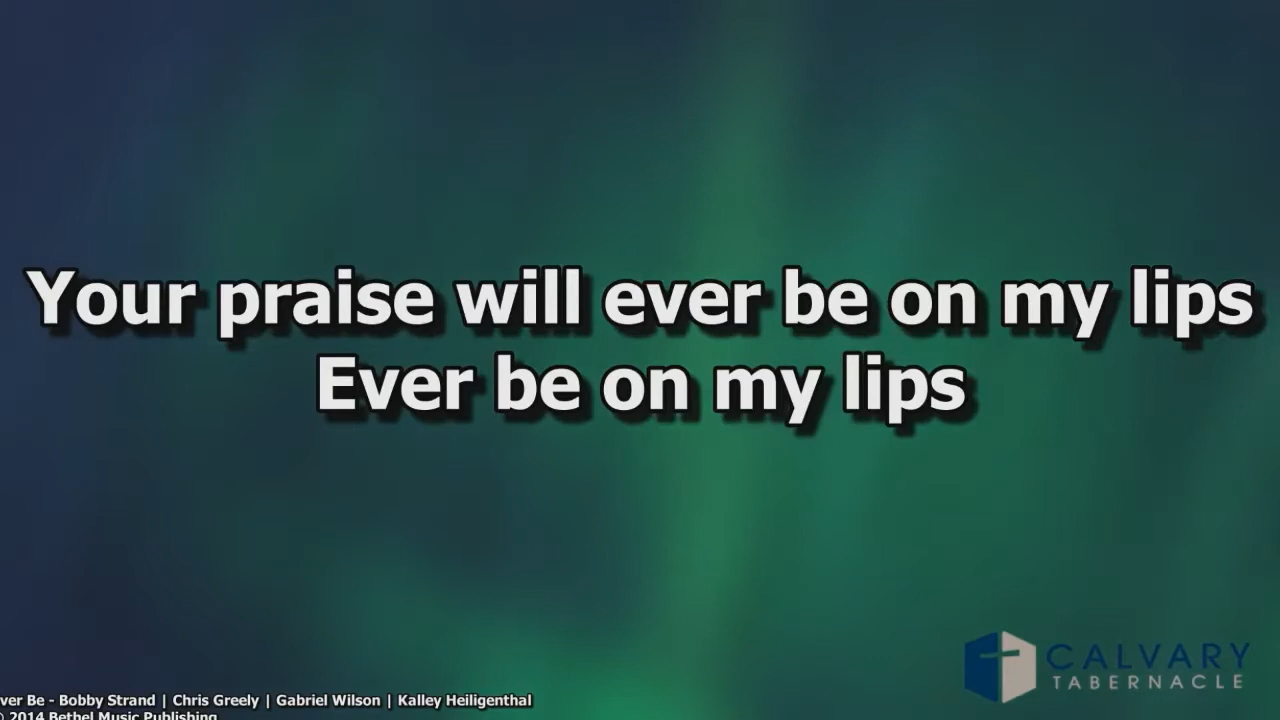 Your praise will ever be on my lips
Ever be on my lips
CALVARY
TABERNACLE
ver Be - Bobby Strand | Chris Greely | Gabriel Wilson | Kalley Heiligenthal
© 2014 Bethel Music Publishing